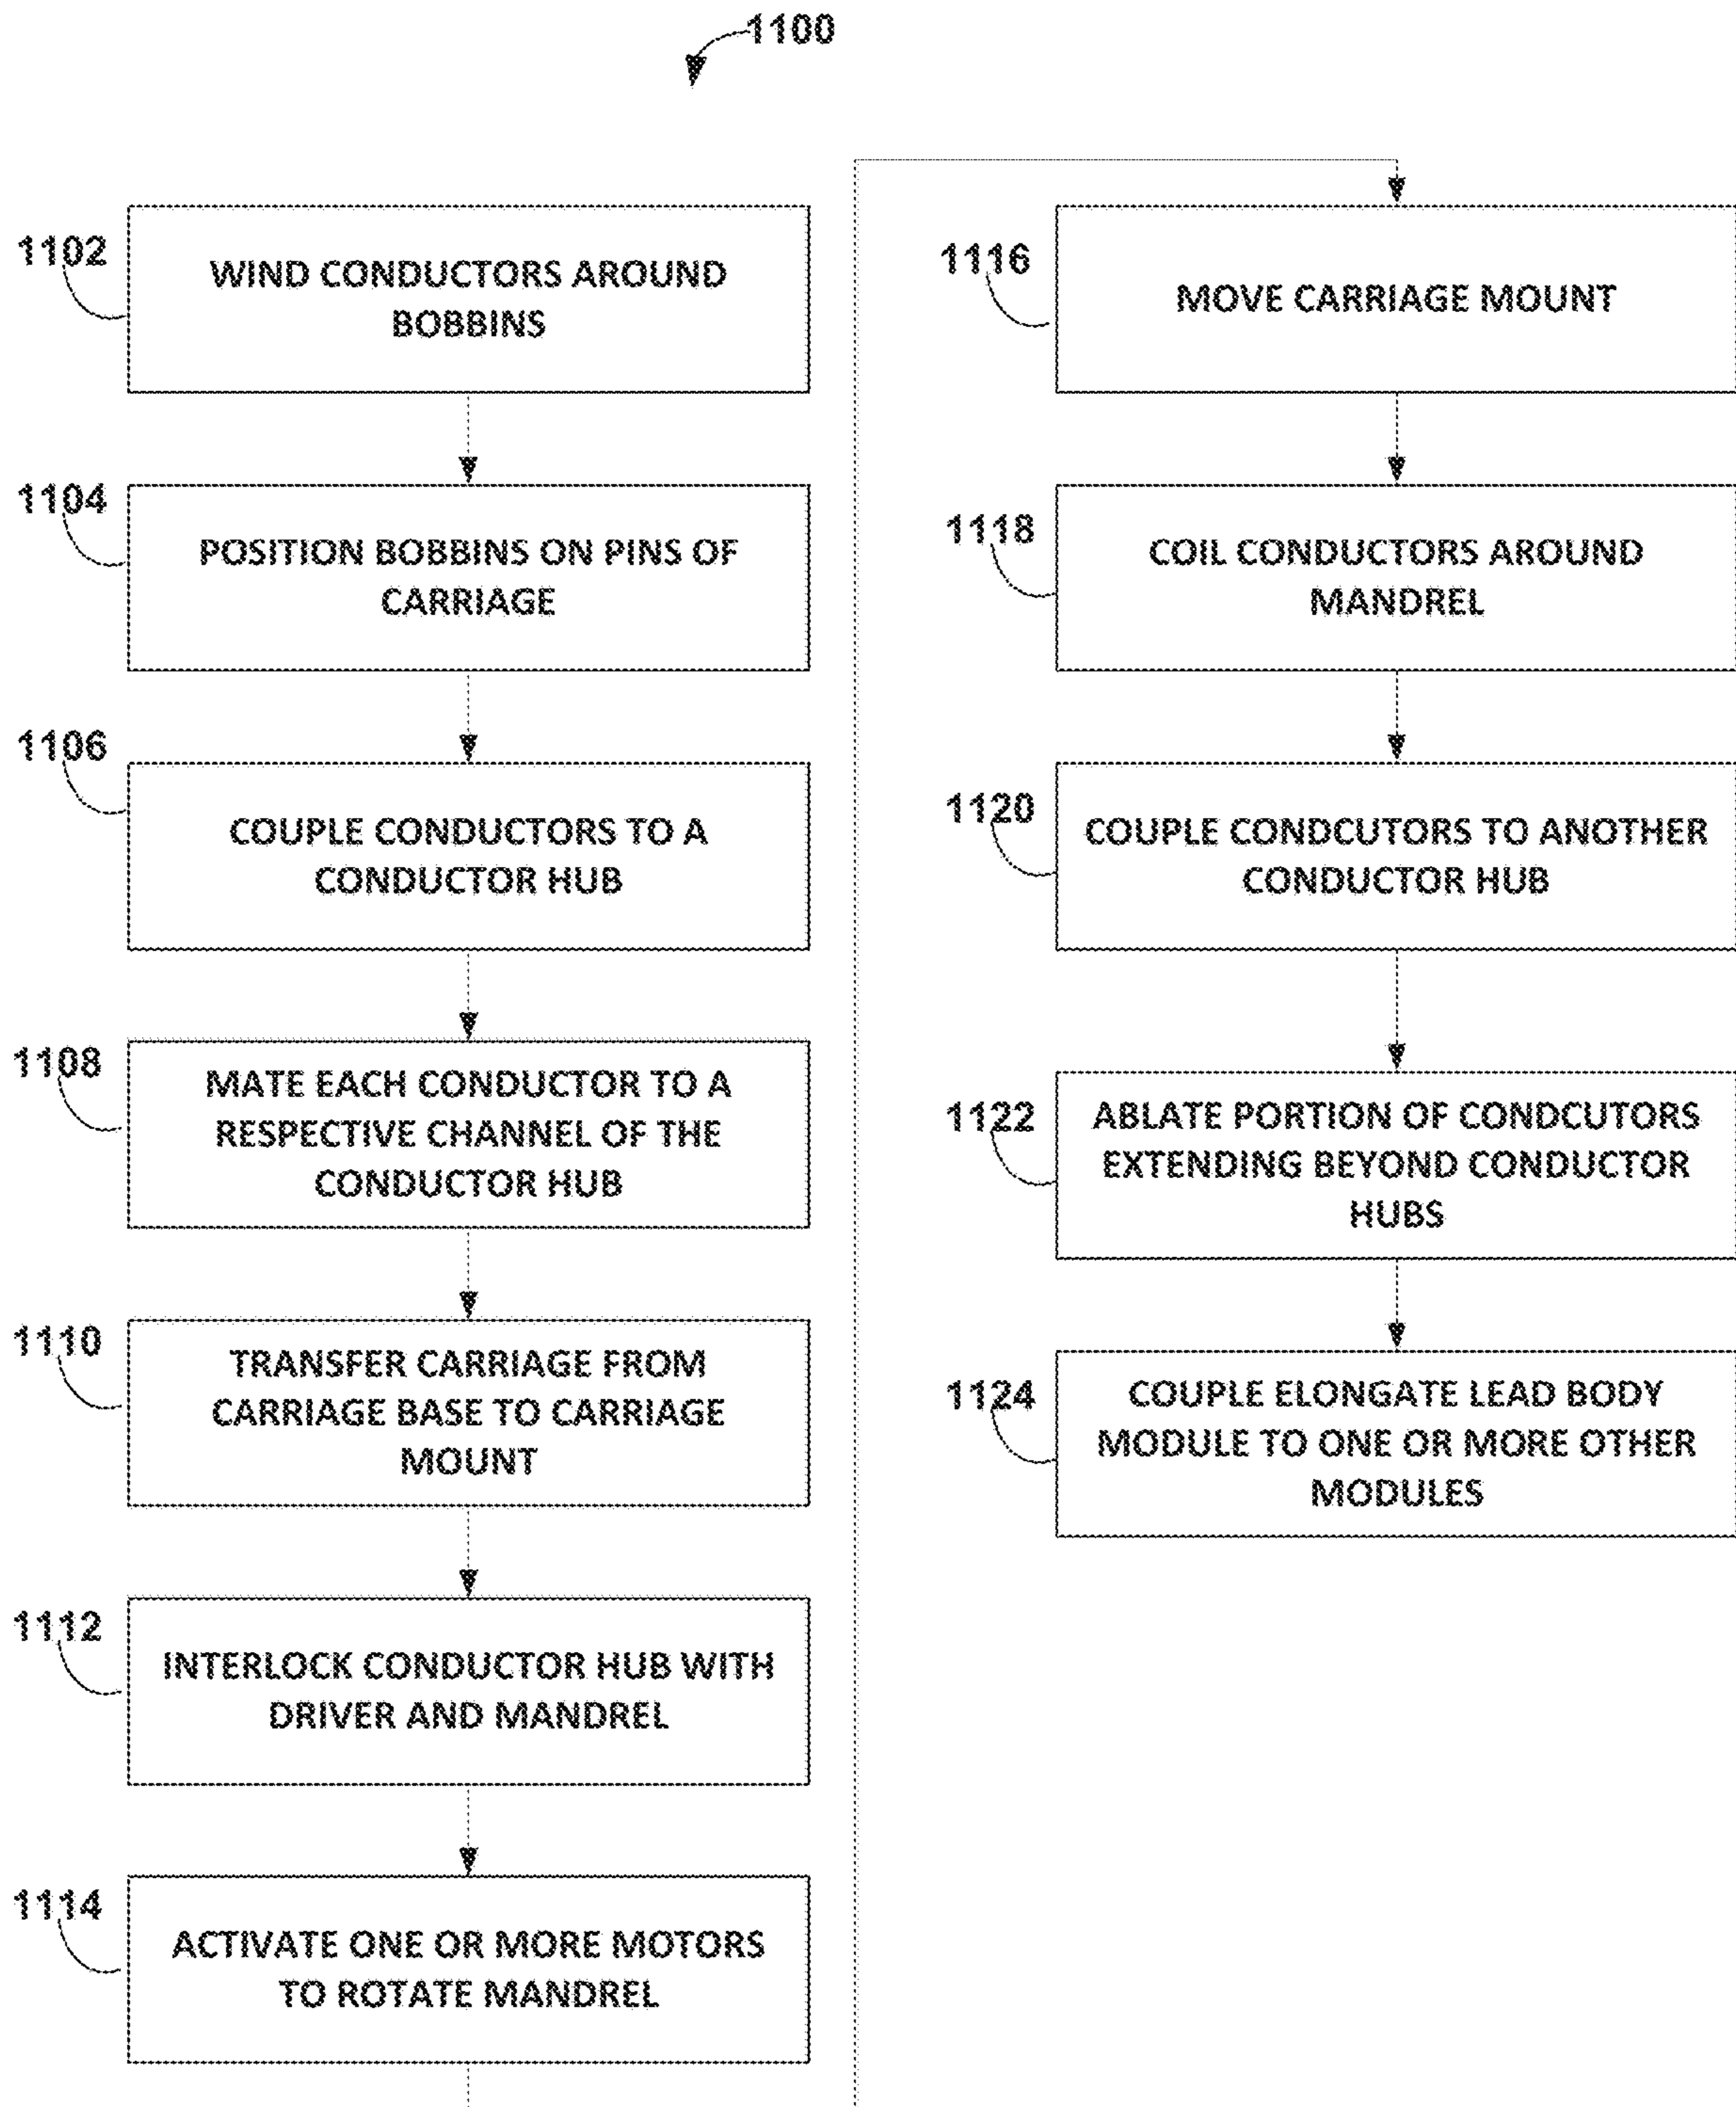 1100
1102
WIND CONDUCTORS AROUND
BOBBINS
1104
POSITION BOBBINS ON PINS OF
CARRIAGE
1106
COUPLE CONDUCTORS TO A
CONDUCTOR HUB
1108
MATE EACH CONDUCTOR TO A
RESPECTIVE CHANNEL OF THE
CONDUCTOR HUB
1110
TRANSFER CARRIAGE FROM
CARRIAGE BASE TO CARRIAGE
MOUNT
1112
INTERLOCK CONDUCTOR HUB WITH
DRIVER AND MANDREL
1114
ACTIVATE ONE OR MORE MOTORS
TO ROTATE MANDREL
1116
MOVE CARRIAGE MOUNT
1118
COIL CONDUCTORS AROUND
MANDREL
1120
COUPLE CONDCUTORS TO ANOTHER
CONDUCTOR HUB
1122
ABLATE PORTION OF CONDCUTORS
EXTENDING BEYOND CONDUCTOR
HUBS
1124
COUPLE ELONGATE LEAD BODY
MODULE TO ONE OR MORE OTHER
MODULES